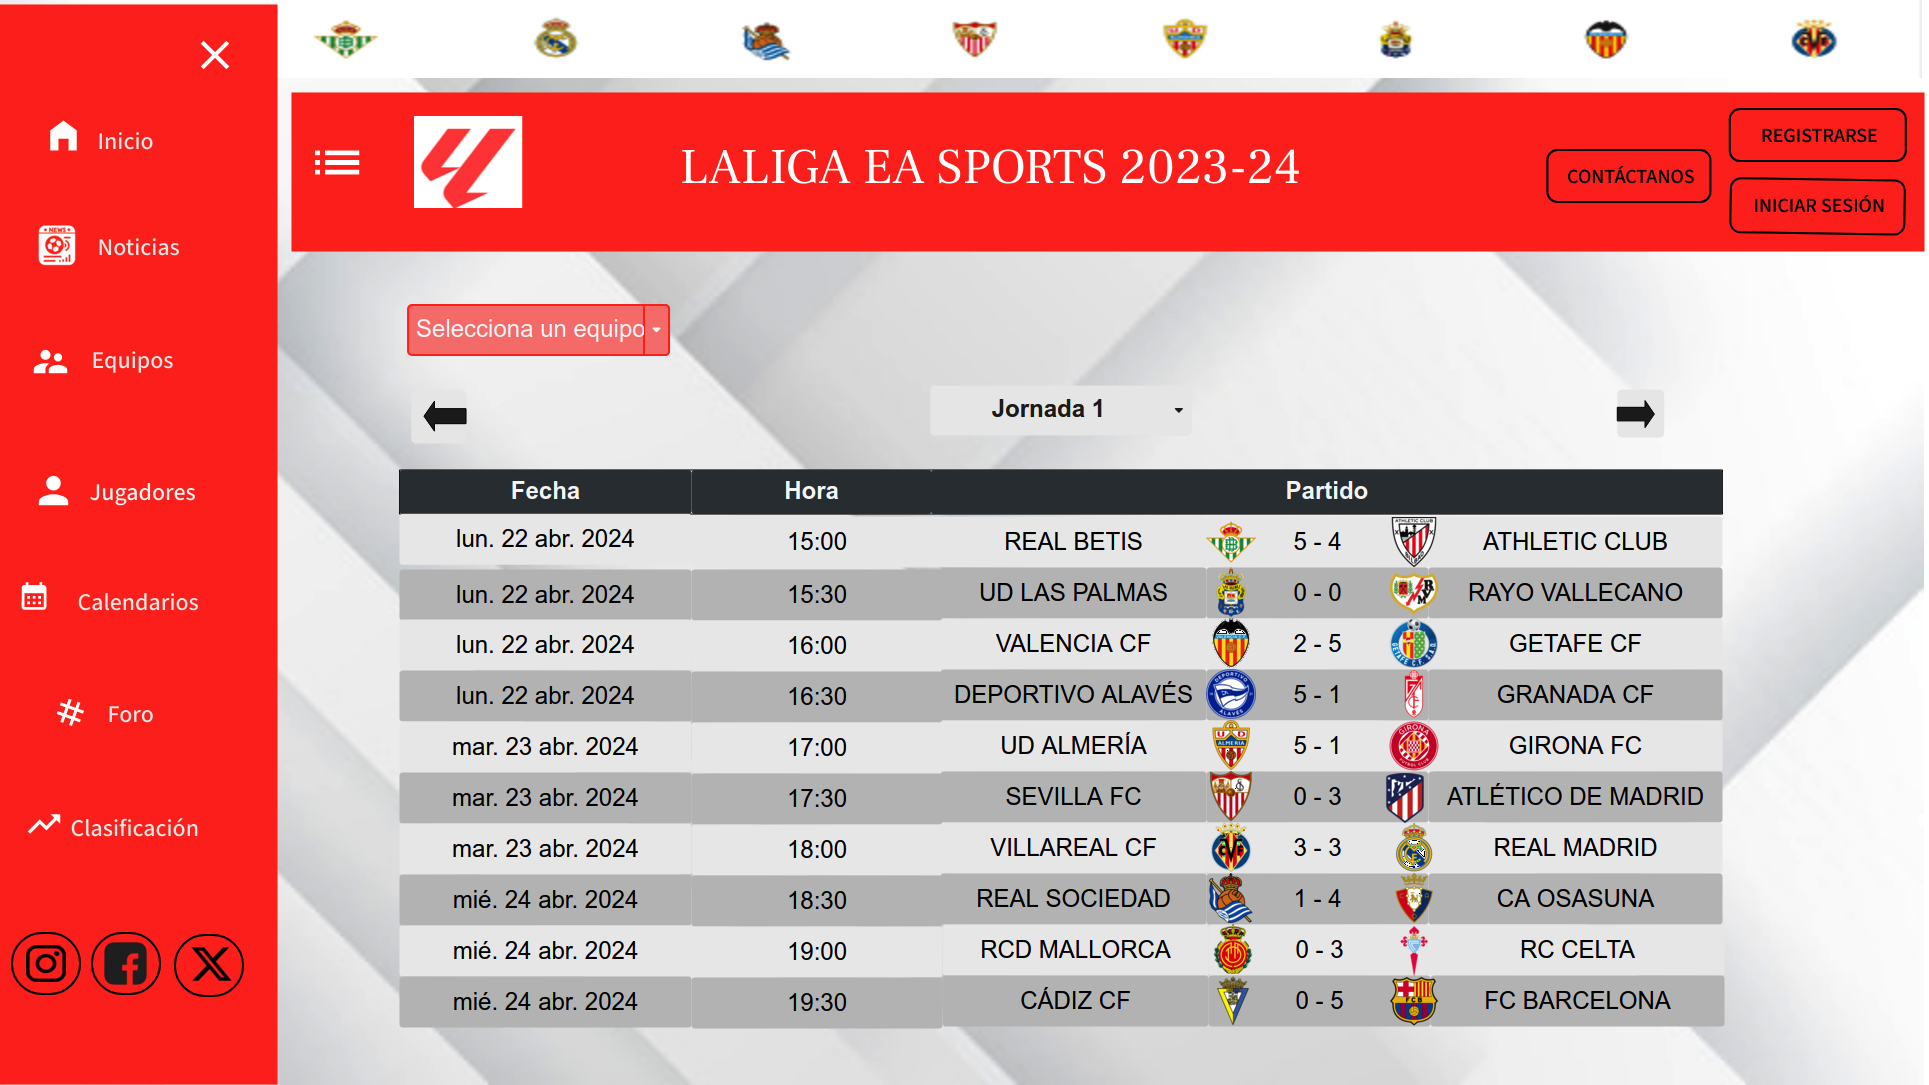 Inicio
Noticias
Equipos
Jugadores
Calendarios
Foro
Clasificación
LALIGA EA SPORTS 2023-24
CONTÁCTANOS
REGISTRARSE
INICIAR SESIÓN
Selecciona un equipo
Jornada 1
Fecha Hora Partido
lun. 22 abr. 2024 15:00 REAL BETIS 5 - 4 ATHLETIC CLUB
lun. 22 abr. 2024 15:30 UD LAS PALMAS 0 - 0 RAYO VALLECANO
lun. 22 abr. 2024 16:00 VALENCIA CF 2 - 5 GETAFE CF
lun. 22 abr. 2024 16:30 DEPORTIVO ALAVÉS 5 - 1 GRANADA CF
mar. 23 abr. 2024 17:00 UD ALMERÍA 5 - 1 GIRONA FC
mar. 23 abr. 2024 17:30 SEVILLA FC 0 - 3 ATLÉTICO DE MADRID
mar. 23 abr. 2024 18:00 VILLAREAL CF 3 - 3 REAL MADRID
mié. 24 abr. 2024 18:30 REAL SOCIEDAD 1 - 4 CA OSASUNA
mié. 24 abr. 2024 19:00 RCD MALLORCA 0 - 3 RC CELTA
mié. 24 abr. 2024 19:30 CÁDIZ CF 0 - 5 FC BARCELONA